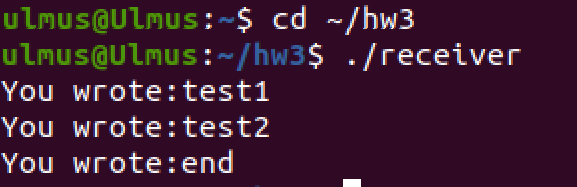 ulmus@Ulmus:~$ cd ~/hw3
ulmus@Ulmus:~/hw3$ ./receiver
You wrote:test1
You wrote:test2
You wrote:end